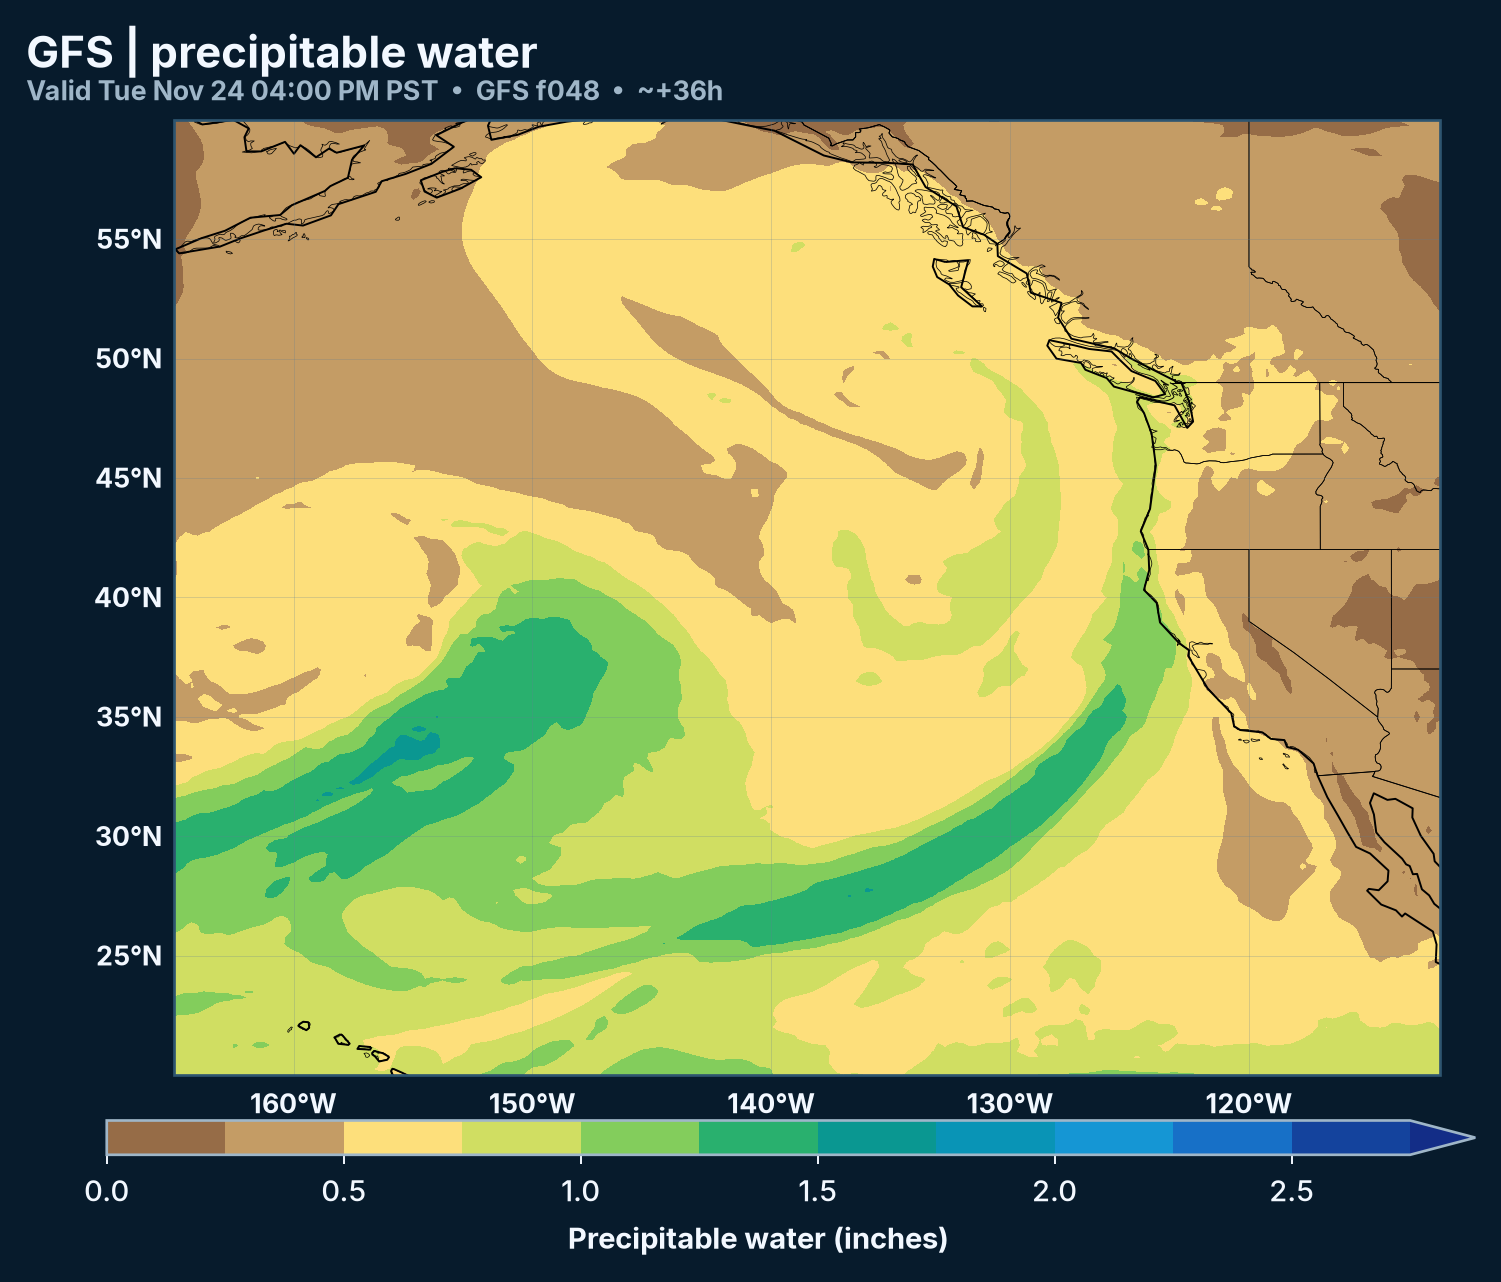 GFS | precipitable water
Valid Tue Nov 24 04:00 PM PST • GFS f048 • ~+36h
55°N
50°N
45°N
40°N
35°N
30°N
25°N
160°W 150°W 140°W 130°W 120°W
0.0 0.5 1.0 1.5 2.0 2.5
Precipitable water (inches)